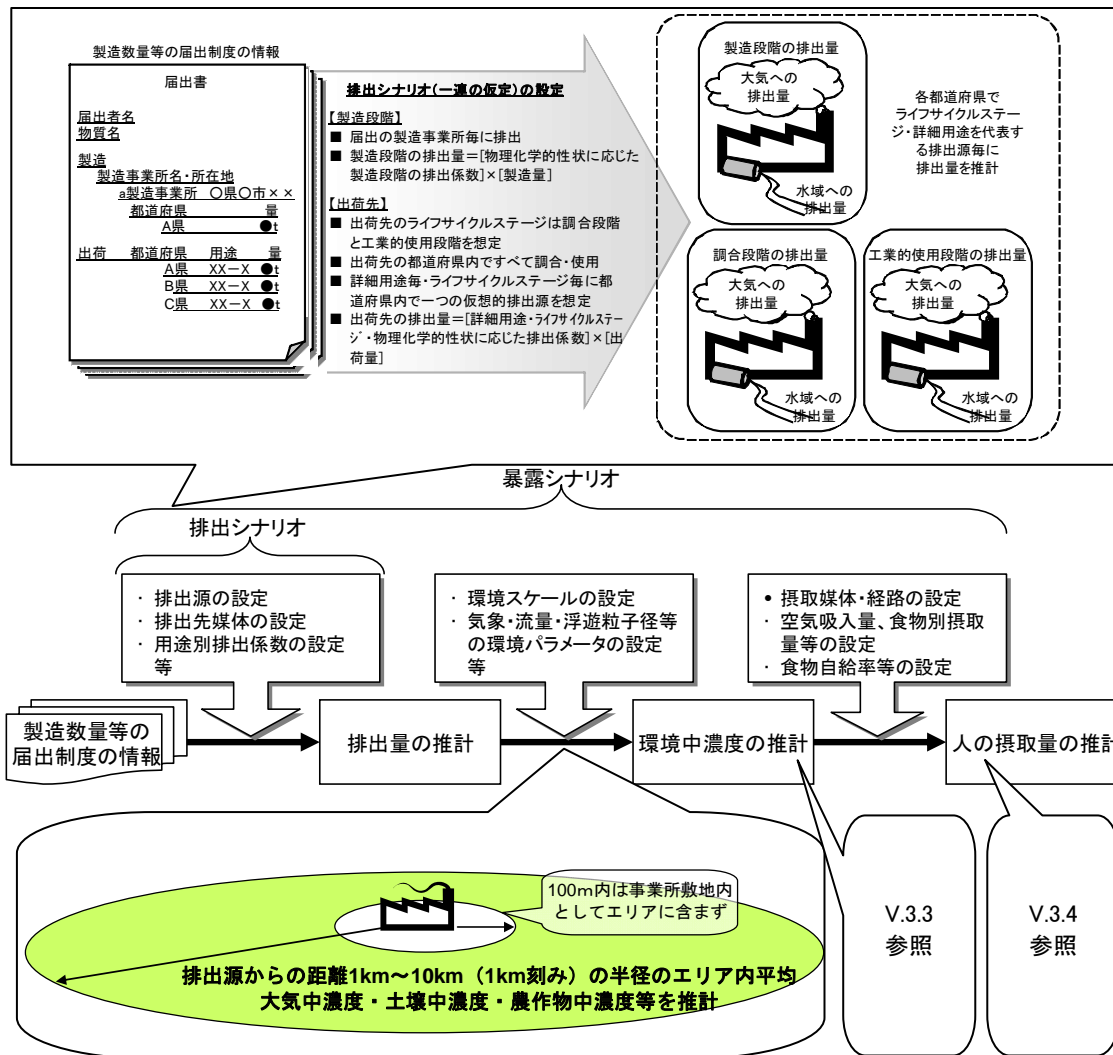 製造数量等の届出制度の情報
届出書
届出者名
物質名
製造
製造事業所名・所在地
a製造事業所　〇県〇市××
都道府県　量
A県　●t
出荷　都道府県　用途　量
A県　XX－X　●t
B県　XX－X　●t
C県　XX－X　●t
排出シナリオ(一連の仮定)の設定
【製造段階】
■ 届出の製造事業所毎に排出
■ 製造段階の排出量＝[物理化学的性状に応じた
製造段階の排出係数]×[製造量]
【出荷先】
■ 出荷先のライフサイクルステージは調合段階
と工業的使用段階を想定
■ 出荷先の都道府県内ですべて調合・使用
■ 詳細用途毎・ライフサイクルステージ毎に都
道府県内で一つの仮想的排出源を想定
■ 出荷先の排出量＝[詳細用途・ライフサイクルステー
ジ・物理化学的性状に応じた排出係数]×[出
荷量]
製造段階の排出量
大気への
排出量
水域への
排出量
各都道府県で
ライフサイクルステー
ジ・詳細用途を代表す
る排出源毎に
排出量を推計
調合段階の排出量
大気への
排出量
水域への
排出量
工業的使用段階の排出量
大気への
排出量
水域への
排出量
暴露シナリオ
排出シナリオ
・ 排出源の設定
・ 排出先媒体の設定
・ 用途別排出係数の設定
等
・ 環境スケールの設定
・ 気象・流量・浮遊粒子径等
の環境パラメータの設定
等
• 摂取媒体・経路の設定
・ 空気吸入量、食物別摂取
量等の設定
・ 食物自給率等の設定
製造数量等の
届出制度の情報
排出量の推計
環境中濃度の推計
人の摂取量の推計
100m内は事業所敷地内
としてエリアに含まず
排出源からの距離1km～10km（1km刻み）の半径のエリア内平均
大気中濃度・土壌中濃度・農作物中濃度等を推計
V.3.3
参照
V.3.4
参照